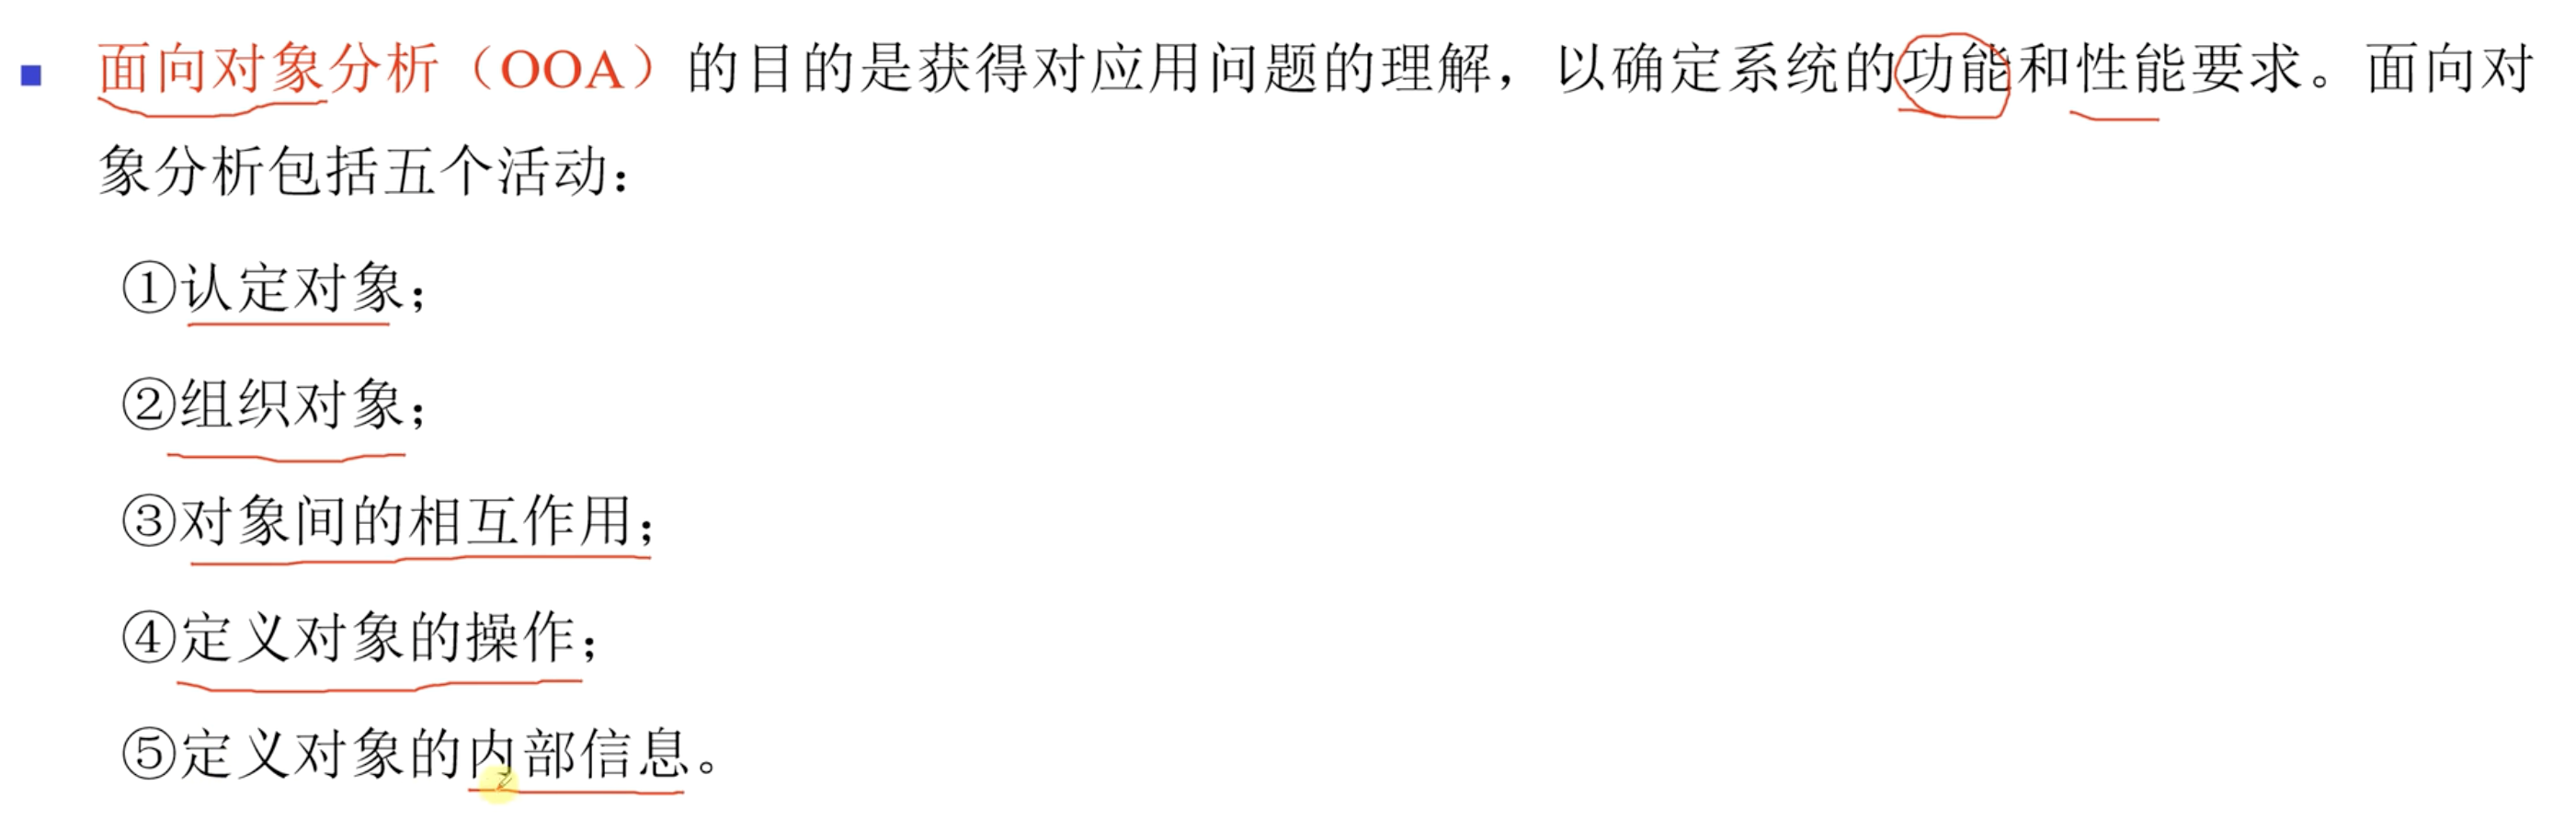 面向对象分析（OOA）的目的是获得对应用问题的理解，以确定系统的功能和性能要求。面向对
象分析包括五个活动：
①认定对象；
②组织对象；
③对象间的相互作用；
④定义对象的操作；
⑤定义对象的内部信息。